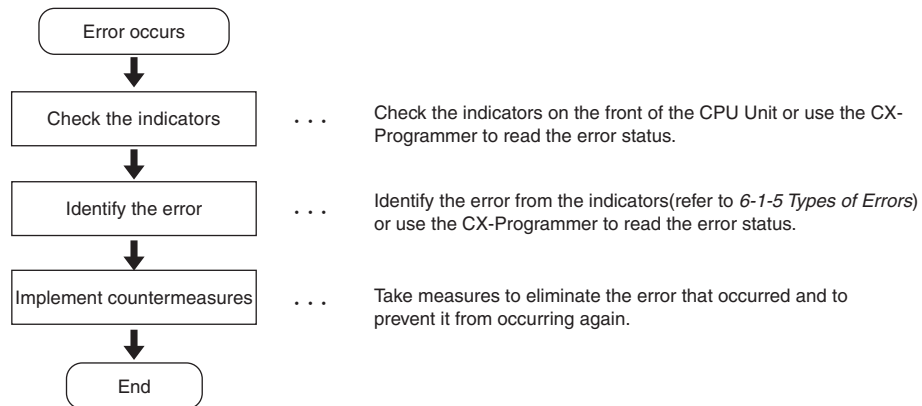 Error occurs
Check the indicators
. . .
Check the indicators on the front of the CPU Unit or use the CX-
Programmer to read the error status.
Identify the error
. . .
Identify the error from the indicators(refer to 6-1-5 Types of Errors)
or use the CX-Programmer to read the error status.
Implement countermeasures
. . .
Take measures to eliminate the error that occurred and to
prevent it from occurring again.
End